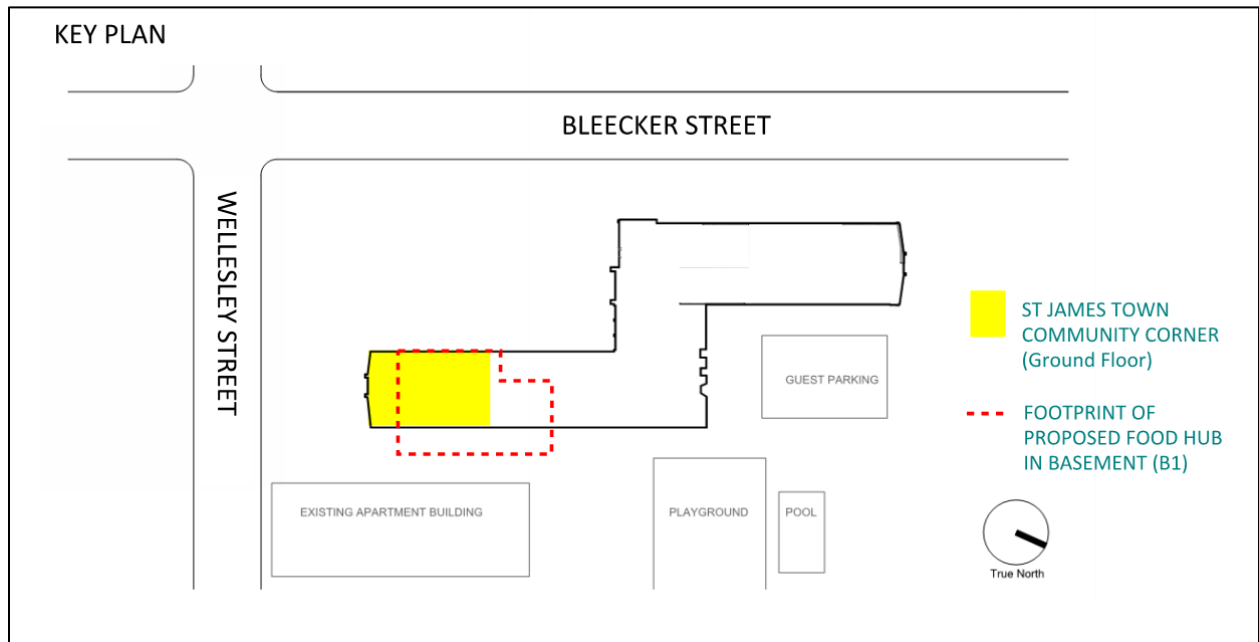 KEY PLAN
BLEECKER STREET
WELLESLEY STREET
ST JAMES TOWN
COMMUNITY CORNER
(Ground Floor)
GUEST PARKING
FOOTPRINT OF
PROPOSED FOOD HUB
IN BASEMENT (B1)
EXISTING APARTMENT BUILDING
PLAYGROUND
POOL
True North